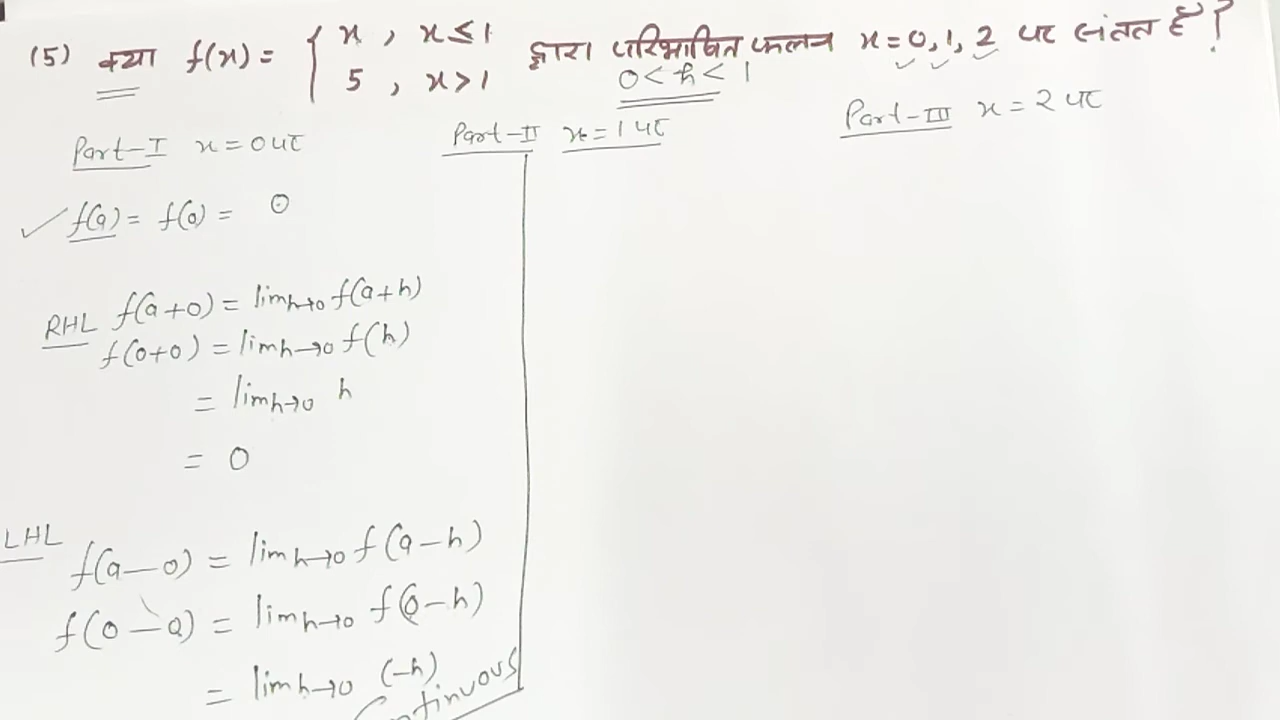 (5) क्या f(x) = { x , x ≤ 1
5 , x > 1 द्वारा परिभाषित फलन x = 0, 1, 2 पर संतत है?
0 < h < 1
Part-I x = 0 पर
f(a) = f(0) = 0
RHL f(a+0) = lim h→0 f(a+h)
f(0+0) = lim h→0 f(h)
= lim h→0 h
= 0
LHL f(a-0) = lim h→0 f(a-h)
f(0-0) = lim h→0 f(0-h)
= lim h→0 (-h)
Continuous
Part-II x = 1 पर
Part-III x = 2 पर